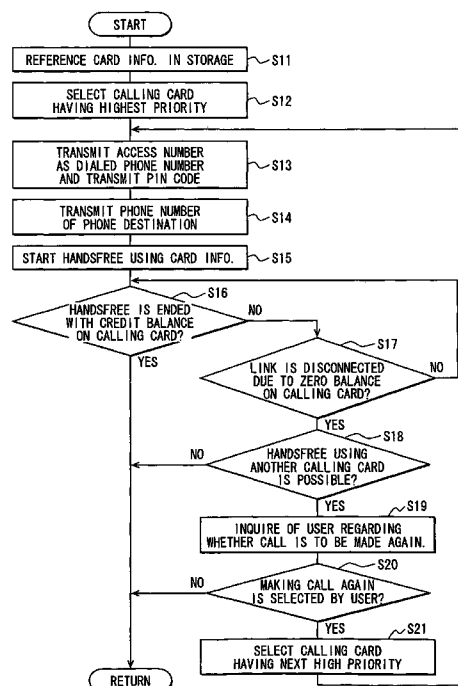 START
REFERENCE CARD INFO. IN STORAGE
S11
SELECT CALLING CARD
HAVING HIGHEST PRIORITY
S12
TRANSMIT ACCESS NUMBER
AS DIALED PHONE NUMBER
AND TRANSMIT PIN CODE
S13
TRANSMIT PHONE NUMBER
OF PHONE DESTINATION
S14
START HANDSFREE USING CARD INFO.
S15
S16
HANDSFREE IS ENDED
WITH CREDIT BALANCE
ON CALLING CARD?
NO
YES
S17
LINK IS DISCONNECTED
DUE TO ZERO BALANCE
ON CALLING CARD?
NO
YES
S18
HANDSFREE USING
ANOTHER CALLING CARD
IS POSSIBLE?
NO
YES
S19
INQUIRE OF USER REGARDING
WHETHER CALL IS TO BE MADE AGAIN.
S20
MAKING CALL AGAIN
IS SELECTED BY USER?
NO
YES
S21
SELECT CALLING CARD
HAVING NEXT HIGH PRIORITY
RETURN